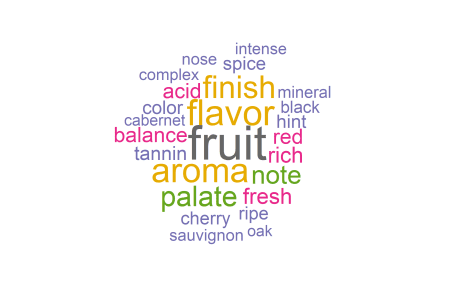 intense
nose spice
complex
acid finish mineral
color flavor black
cabernet hint
balance fruit red
tannin rich
aroma note
palate fresh
cherry ripe
sauvignon oak